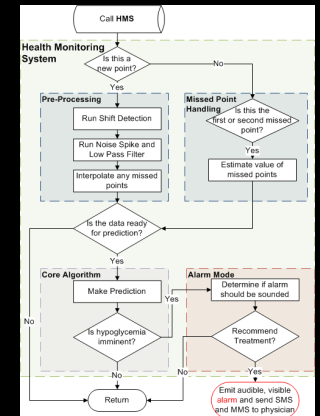 Call HMS
Health Monitoring
System
Is this a
new point?
No
Yes
Pre-Processing
Run Shift Detection
Run Noise Spike and
Low Pass Filter
Interpolate any missed
points
Missed Point
Handling
Is this the
first or second missed
point?
Yes
Estimate value of
missed points
Is the data ready
for prediction?
Yes
No
Core Algorithm
Make Prediction
Is hypoglycemia
imminent?
Yes
No
Alarm Mode
Determine if alarm
should be sounded
Recommend
Treatment?
No
Yes
Return
Emit audible, visible
alarm and send SMS
and MMS to physician